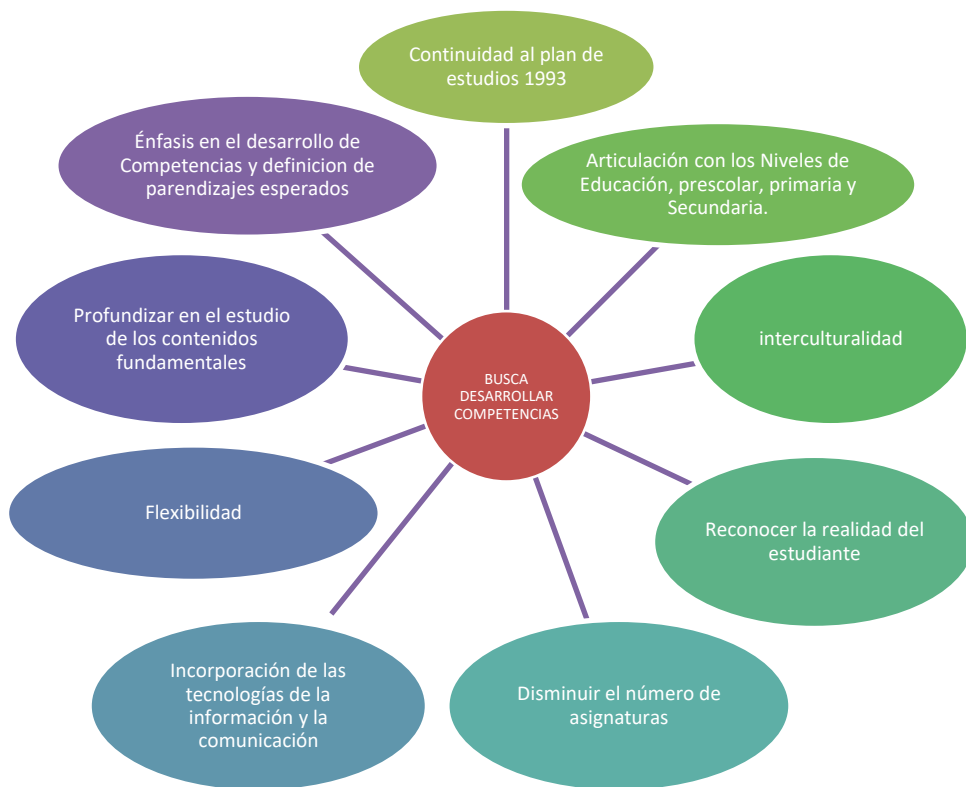 Continuidad al plan de
estudios 1993
Énfasis en el desarrollo de
Competencias y definicion de
parendizajes esperados
Articulación con los Niveles de
Educación, prescolar, primaria y
Secundaria.
Profundizar en el estudio
de los contenidos
fundamentales
interculturalidad
BUSCA
DESARROLLAR
COMPETENCIAS
Flexibilidad
Reconocer la realidad del
estudiante
Incorporación de las
tecnologías de la
información y la
comunicación
Disminuir el número de
asignaturas